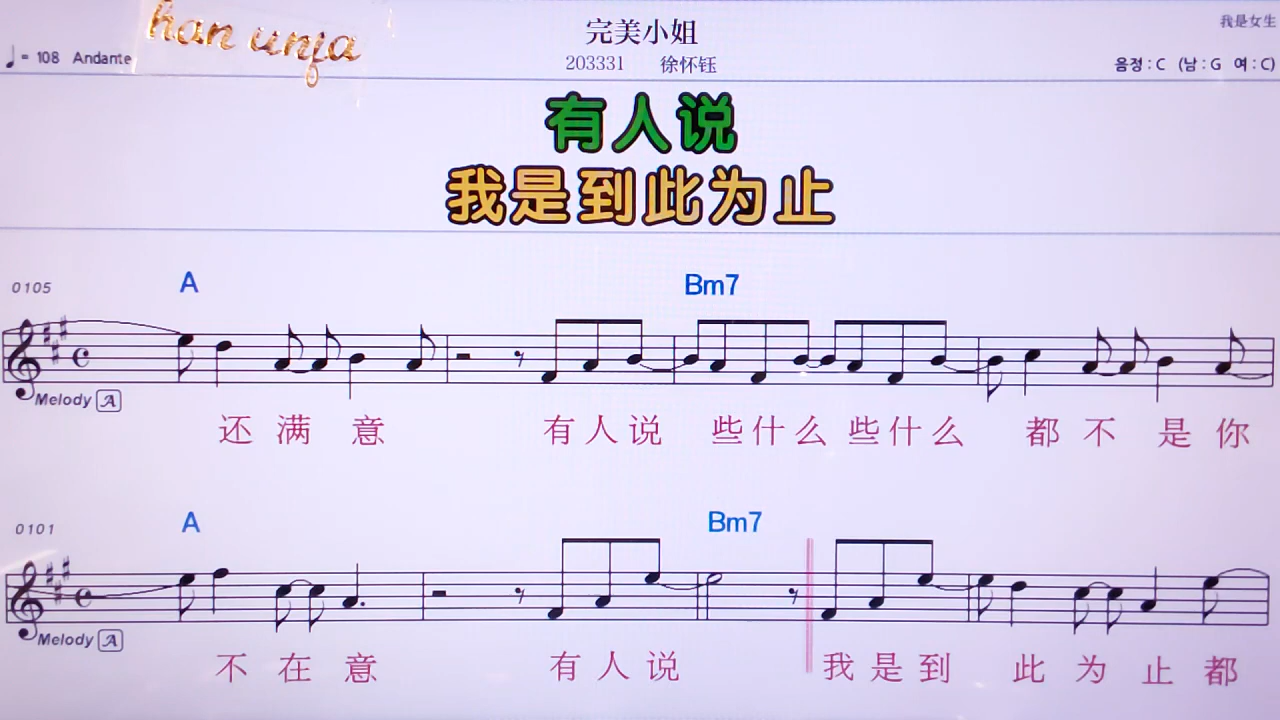 han unja
完美小姐
我是女生
♩= 108 Andante
203331 徐怀钰
음정 : C (남 : G 여 : C)
有人说
我是到此为止
0105
A Bm7
Melody A
还满意 有人说 些什么些什么 都不是你
0101
A Bm7
Melody A
不在意 有人说 我是到 此为止都